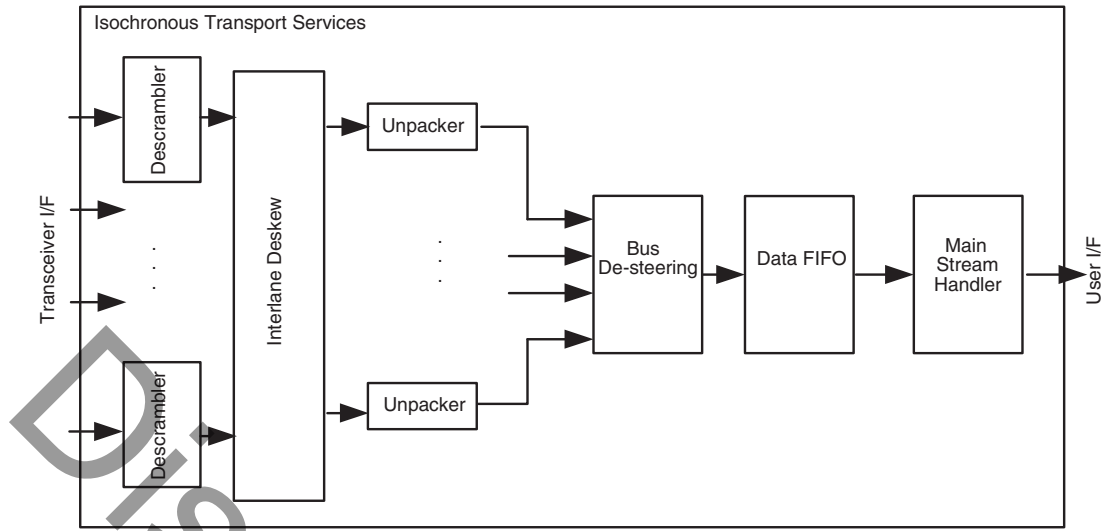 Isochronous Transport Services
Transceiver I/F
Descrambler
Descrambler
Interlane Deskew
Unpacker
Unpacker
Bus
De-steering
Data FIFO
Main
Stream
Handler
User I/F